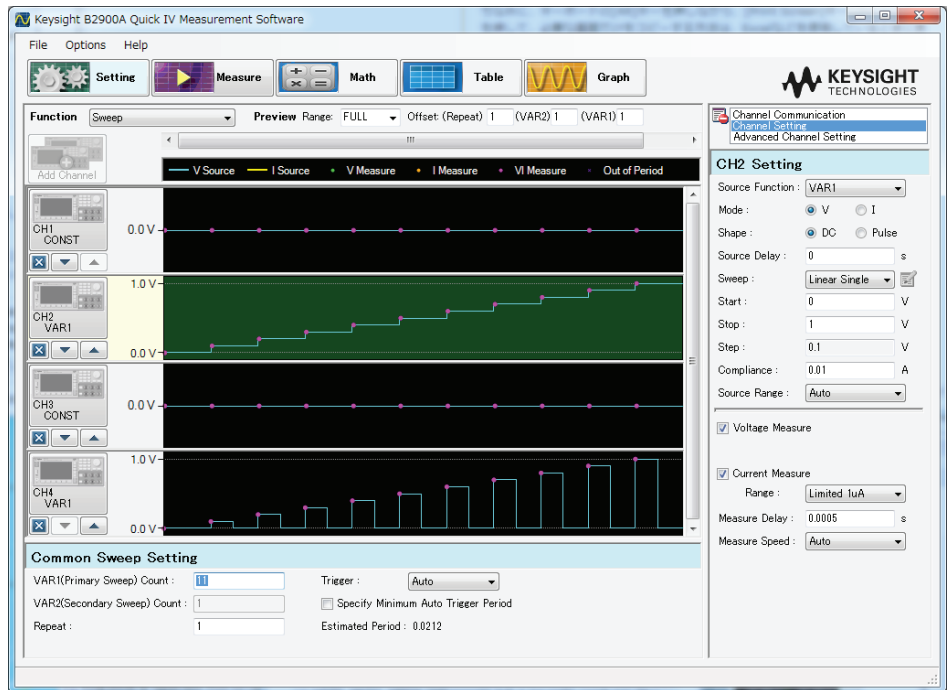 Keysight B2900A Quick IV Measurement Software
File Options Help
Setting Measure Math Table Graph
KEYSIGHT
TECHNOLOGIES
Function Sweep Preview Range: FULL Offset: (Repeat) 1 (VAR2) 1 (VAR1) 1
Add Channel
V Source I Source V Measure I Measure VI Measure Out of Period
CH1
CONST
0.0 V
1.0 V
CH2
VAR1
0.0 V
CH3
CONST
0.0 V
1.0 V
CH4
VAR1
0.0 V
Common Sweep Setting
VAR1(Primary Sweep) Count : 11 Trigger : Auto
VAR2(Secondary Sweep) Count : 1 Specify Minimum Auto Trigger Period
Repeat : 1 Estimated Period : 0.0212
Channel Communication
Channel Setting
Advanced Channel Setting
CH2 Setting
Source Function : VAR1
Mode : V I
Shape : DC Pulse
Source Delay : 0 s
Sweep : Linear Single
Start : 0 V
Stop : 1 V
Step : 0.1 V
Compliance : 0.01 A
Source Range : Auto
Voltage Measure
Current Measure
Range : Limited 1uA
Measure Delay : 0.0005 s
Measure Speed : Auto